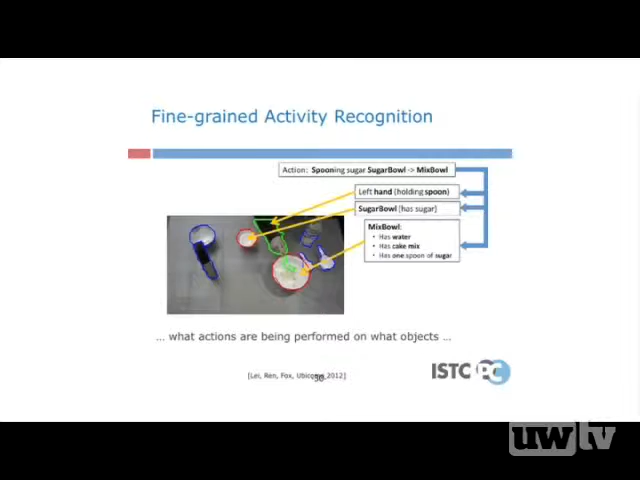 Fine-grained Activity Recognition
Action: Spooning sugar SugarBowl -> MixBowl
Left hand (holding spoon)
SugarBowl [has sugar]
MixBowl:
• Has water
• Has cake mix
• Has one spoon of sugar
... what actions are being performed on what objects ...
[Lei, Ren, Fox, Ubicomp 2012]
ISTC PC
uwtv